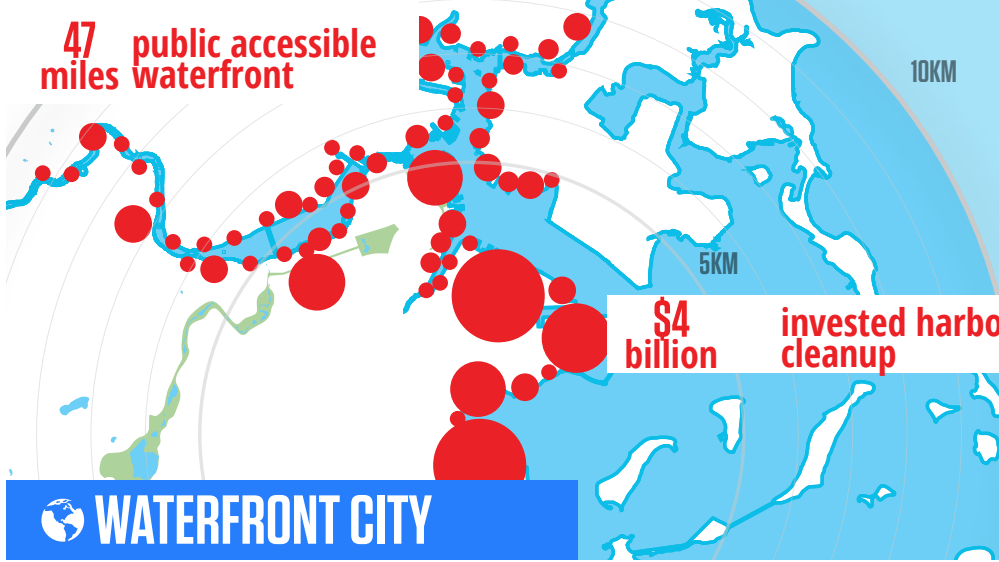 47 public accessible
miles waterfront
10KM
5KM
$4 invested harbo
billion cleanup
WATERFRONT CITY